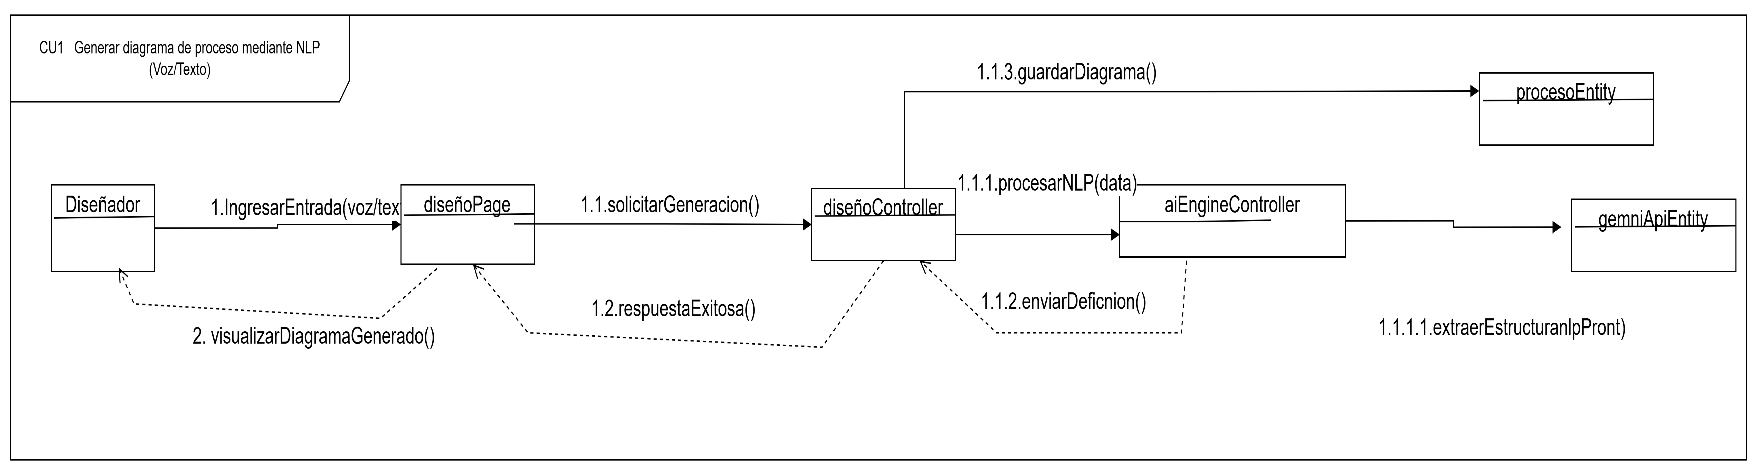 CU1 Generar diagrama de proceso mediante NLP
(Voz/Texto)
1.1.3.guardarDiagrama()
procesoEntity
Diseñador
1.IngresarEntrada(voz/tex
diseñoPage
1.1.solicitarGeneracion()
diseñoController
1.1.1.procesarNLP(data)
aiEngineController
gemniApiEntity
2. visualizarDiagramaGenerado()
1.2.respuestaExitosa()
1.1.2.enviarDeficnion()
1.1.1.1.extraerEstructuranlpPront)